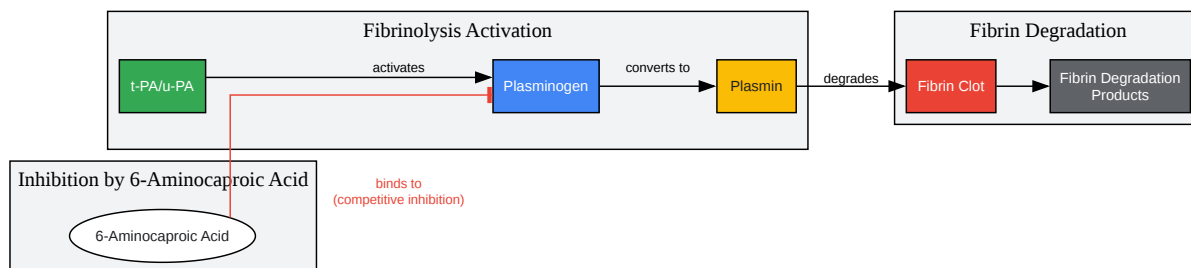 Fibrinolysis Activation
Fibrin Degradation
t-PA/u-PA
activates
Plasminogen
converts to
Plasmin
degrades
Fibrin Clot
Fibrin Degradation
Products
Inhibition by 6-Aminocaproic Acid
binds to
(competitive inhibition)
6-Aminocaproic Acid